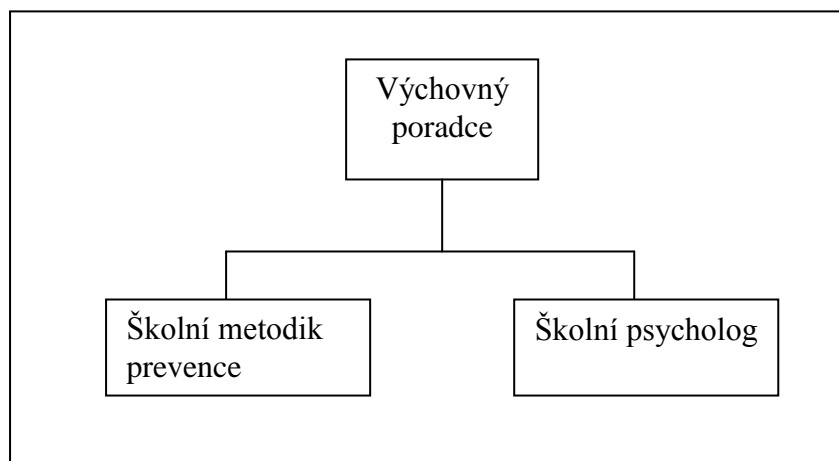 Výchovný
poradce
Školní metodik
prevence
Školní psycholog